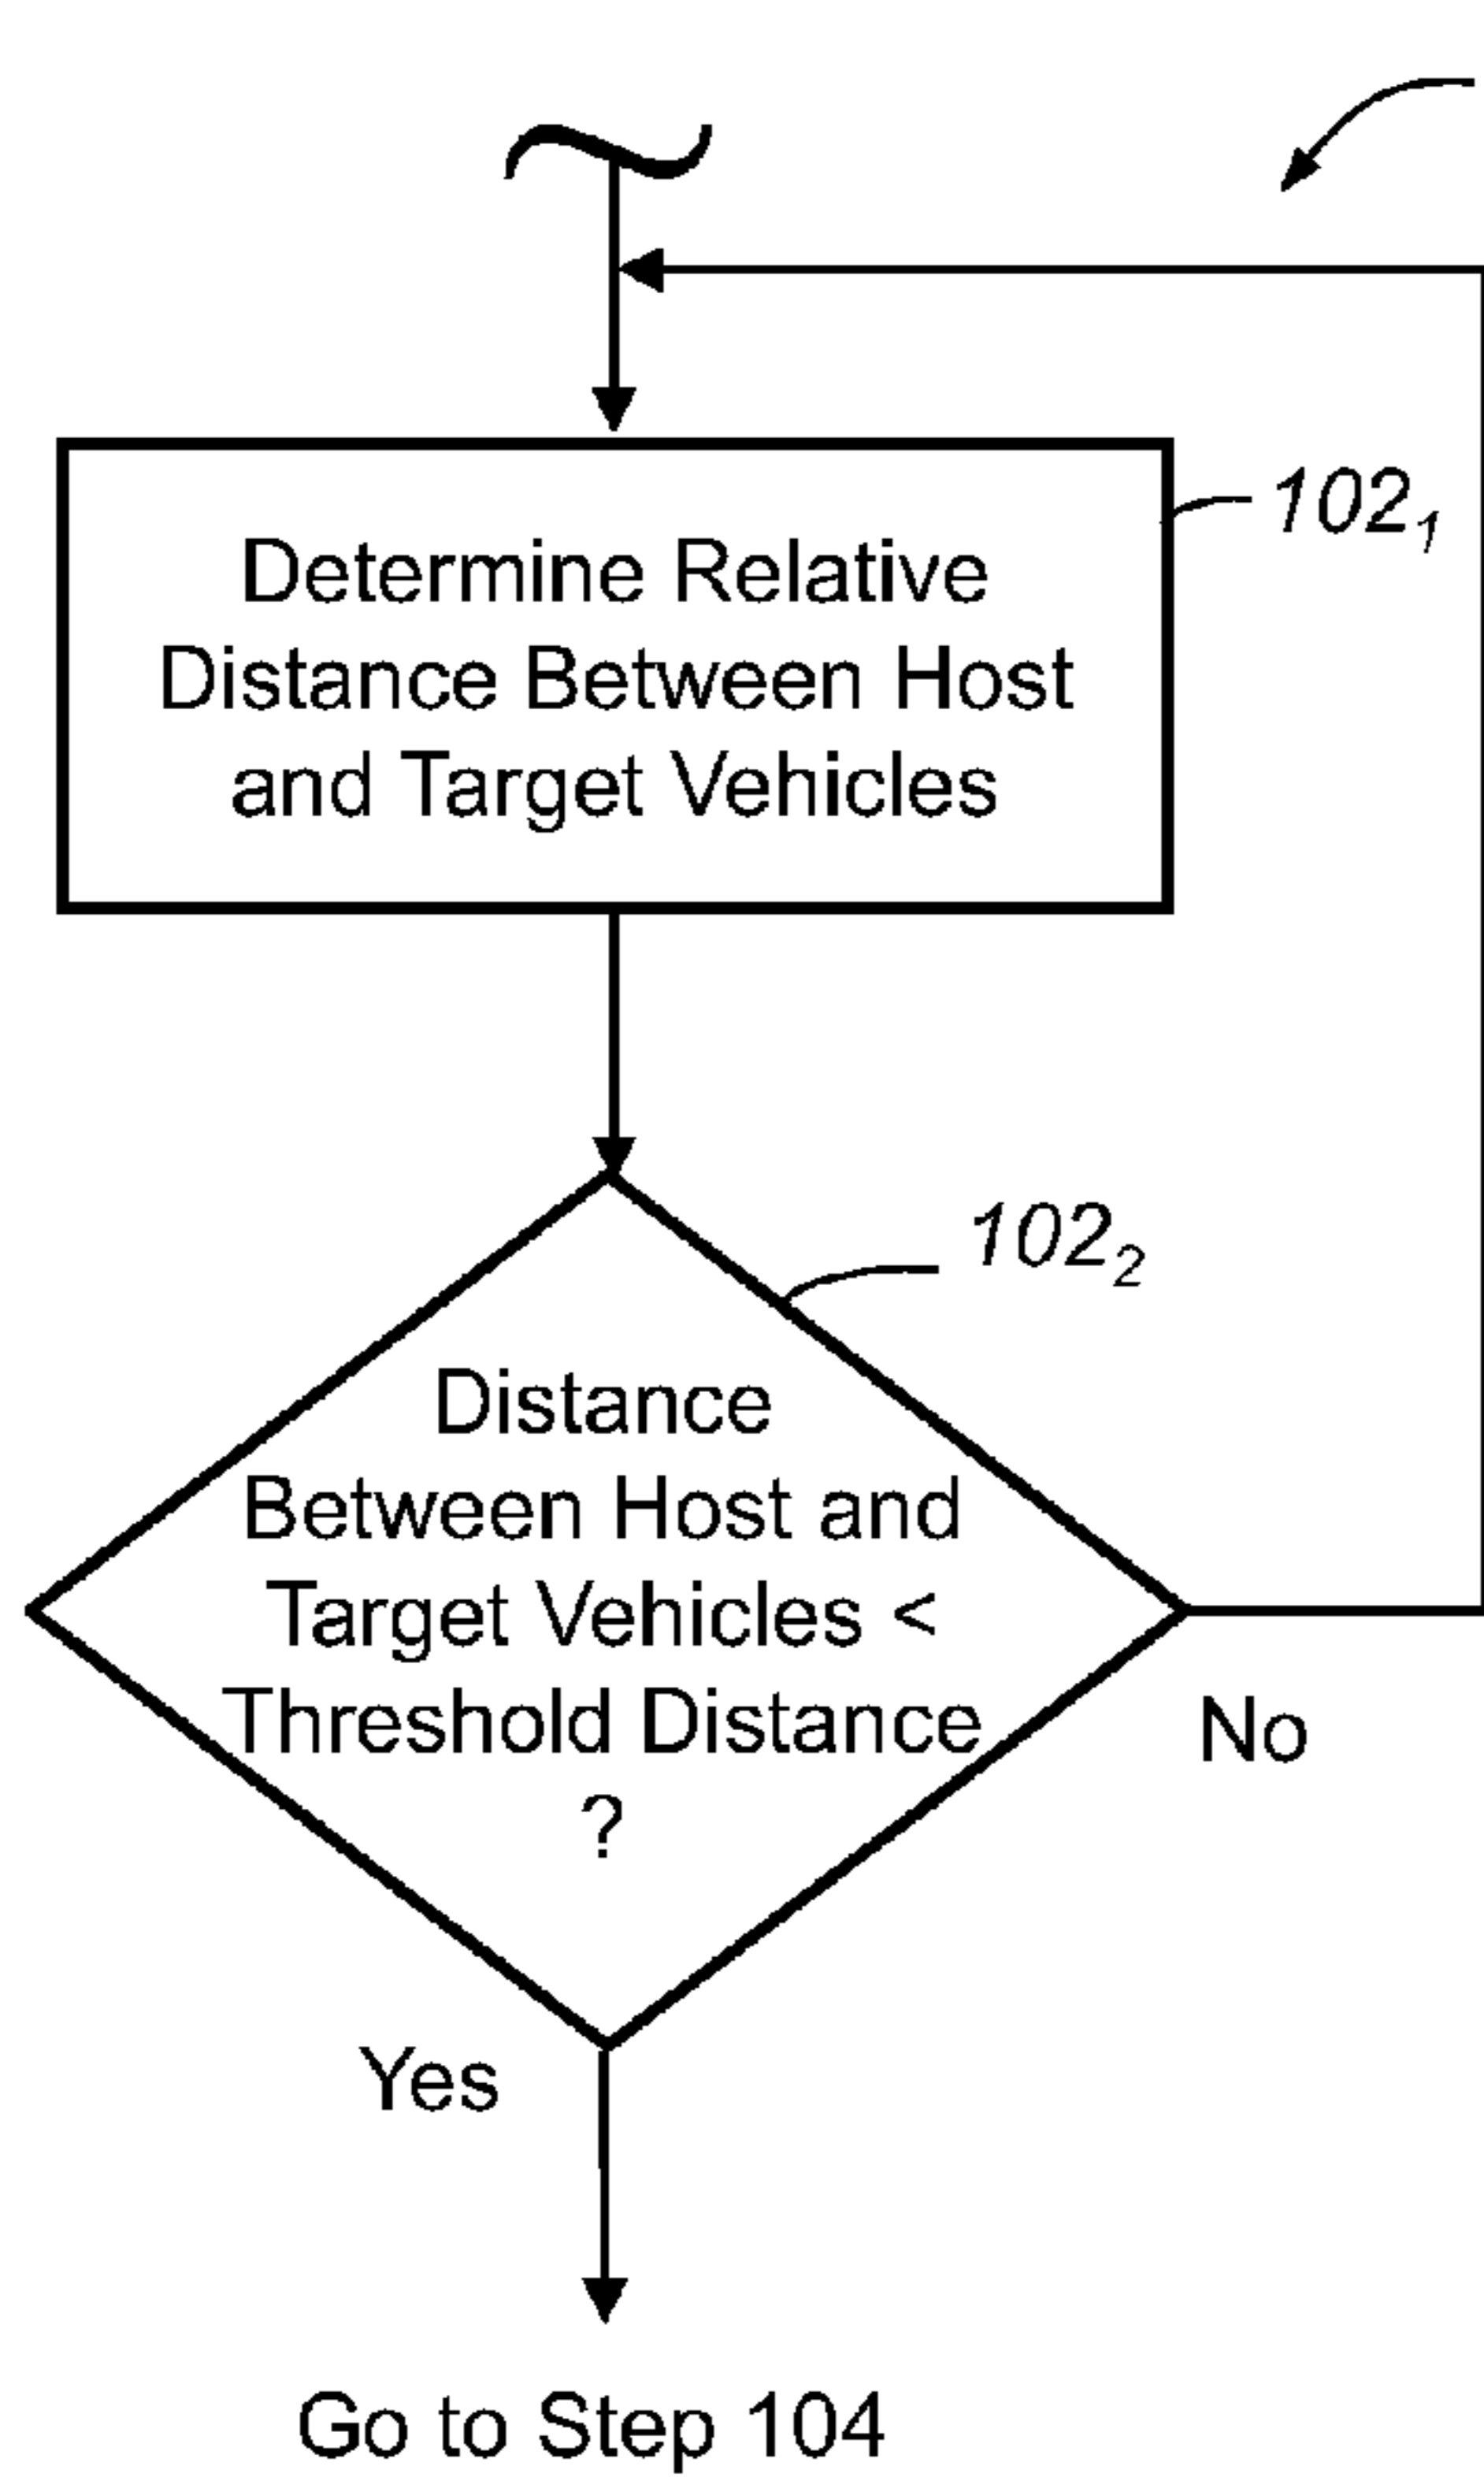 Determine Relative
Distance Between Host
and Target Vehicles
102₁
102₂
Distance
Between Host and
Target Vehicles <
Threshold Distance
?
No
Yes
Go to Step 104